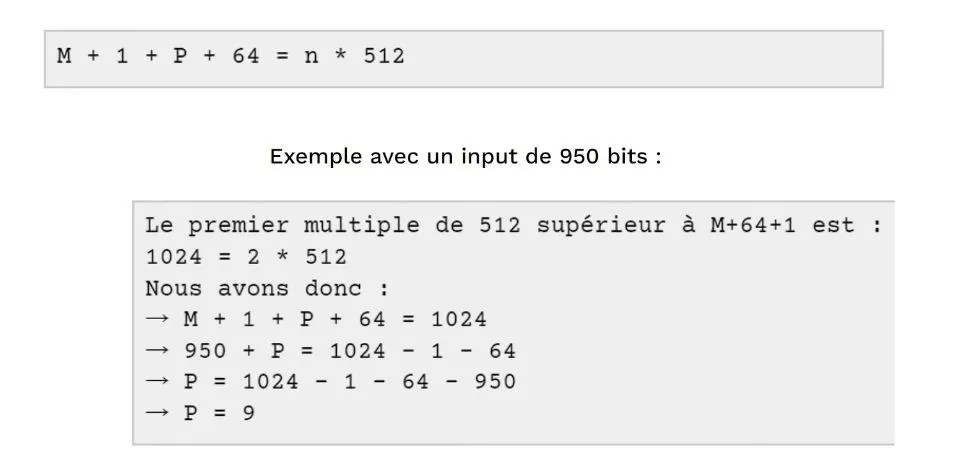 M + 1 + P + 64 = n * 512
Exemple avec un input de 950 bits :
Le premier multiple de 512 supérieur à M+64+1 est :
1024 = 2 * 512
Nous avons donc :
→ M + 1 + P + 64 = 1024
→ 950 + P = 1024 - 1 - 64
→ P = 1024 - 1 - 64 - 950
→ P = 9